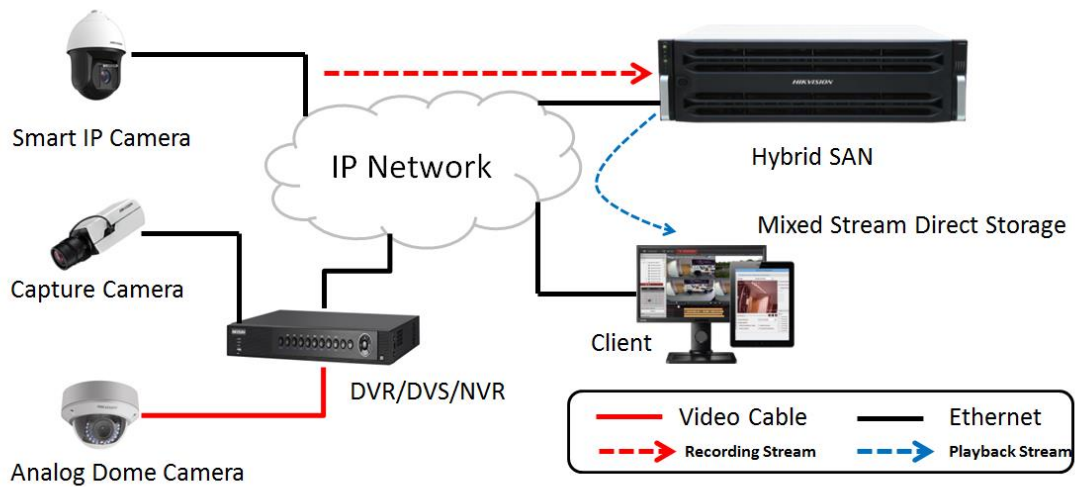 Smart IP Camera
HIKVISION
IP Network
Hybrid SAN
Mixed Stream Direct Storage
Capture Camera
Client
DVR/DVS/NVR
Analog Dome Camera
Video Cable
Ethernet
Recording Stream
Playback Stream